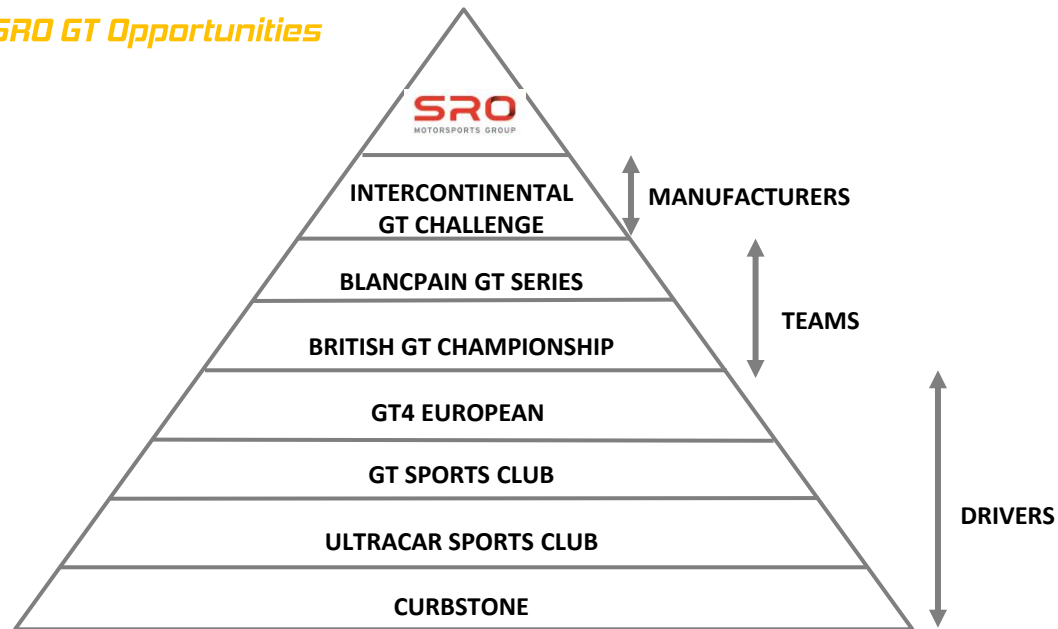 SRO GT Opportunities
SRO
MOTORSPORTS GROUP
INTERCONTINENTAL
GT CHALLENGE
MANUFACTURERS
BLANCPAIN GT SERIES
TEAMS
BRITISH GT CHAMPIONSHIP
GT4 EUROPEAN
GT SPORTS CLUB
DRIVERS
ULTRACAR SPORTS CLUB
CURBSTONE